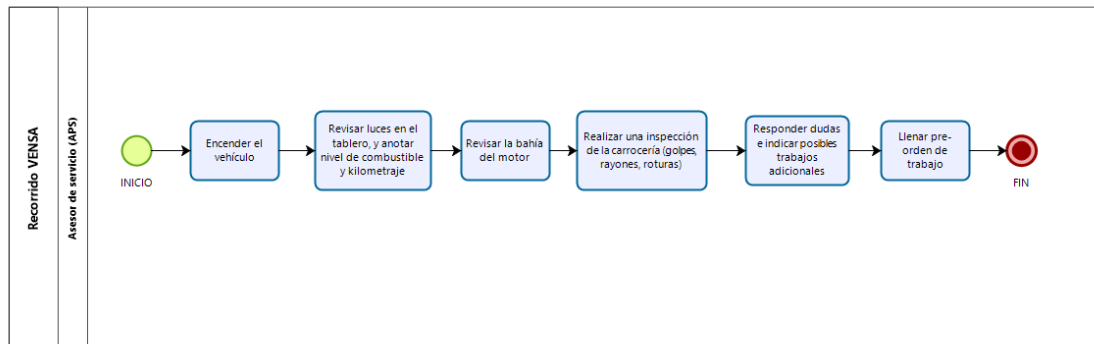 Recorrido VENSA
Asesor de servicio (APS)
INICIO
Encender el
vehículo
Revisar luces en el
tablero, y anotar
nivel de combustible
y kilometraje
Revisar la bahía
del motor
Realizar una inspección
de la carrocería (golpes,
rayones, roturas)
Responder dudas
e indicar posibles
trabajos
adicionales
Llenar pre-
orden de
trabajo
FIN